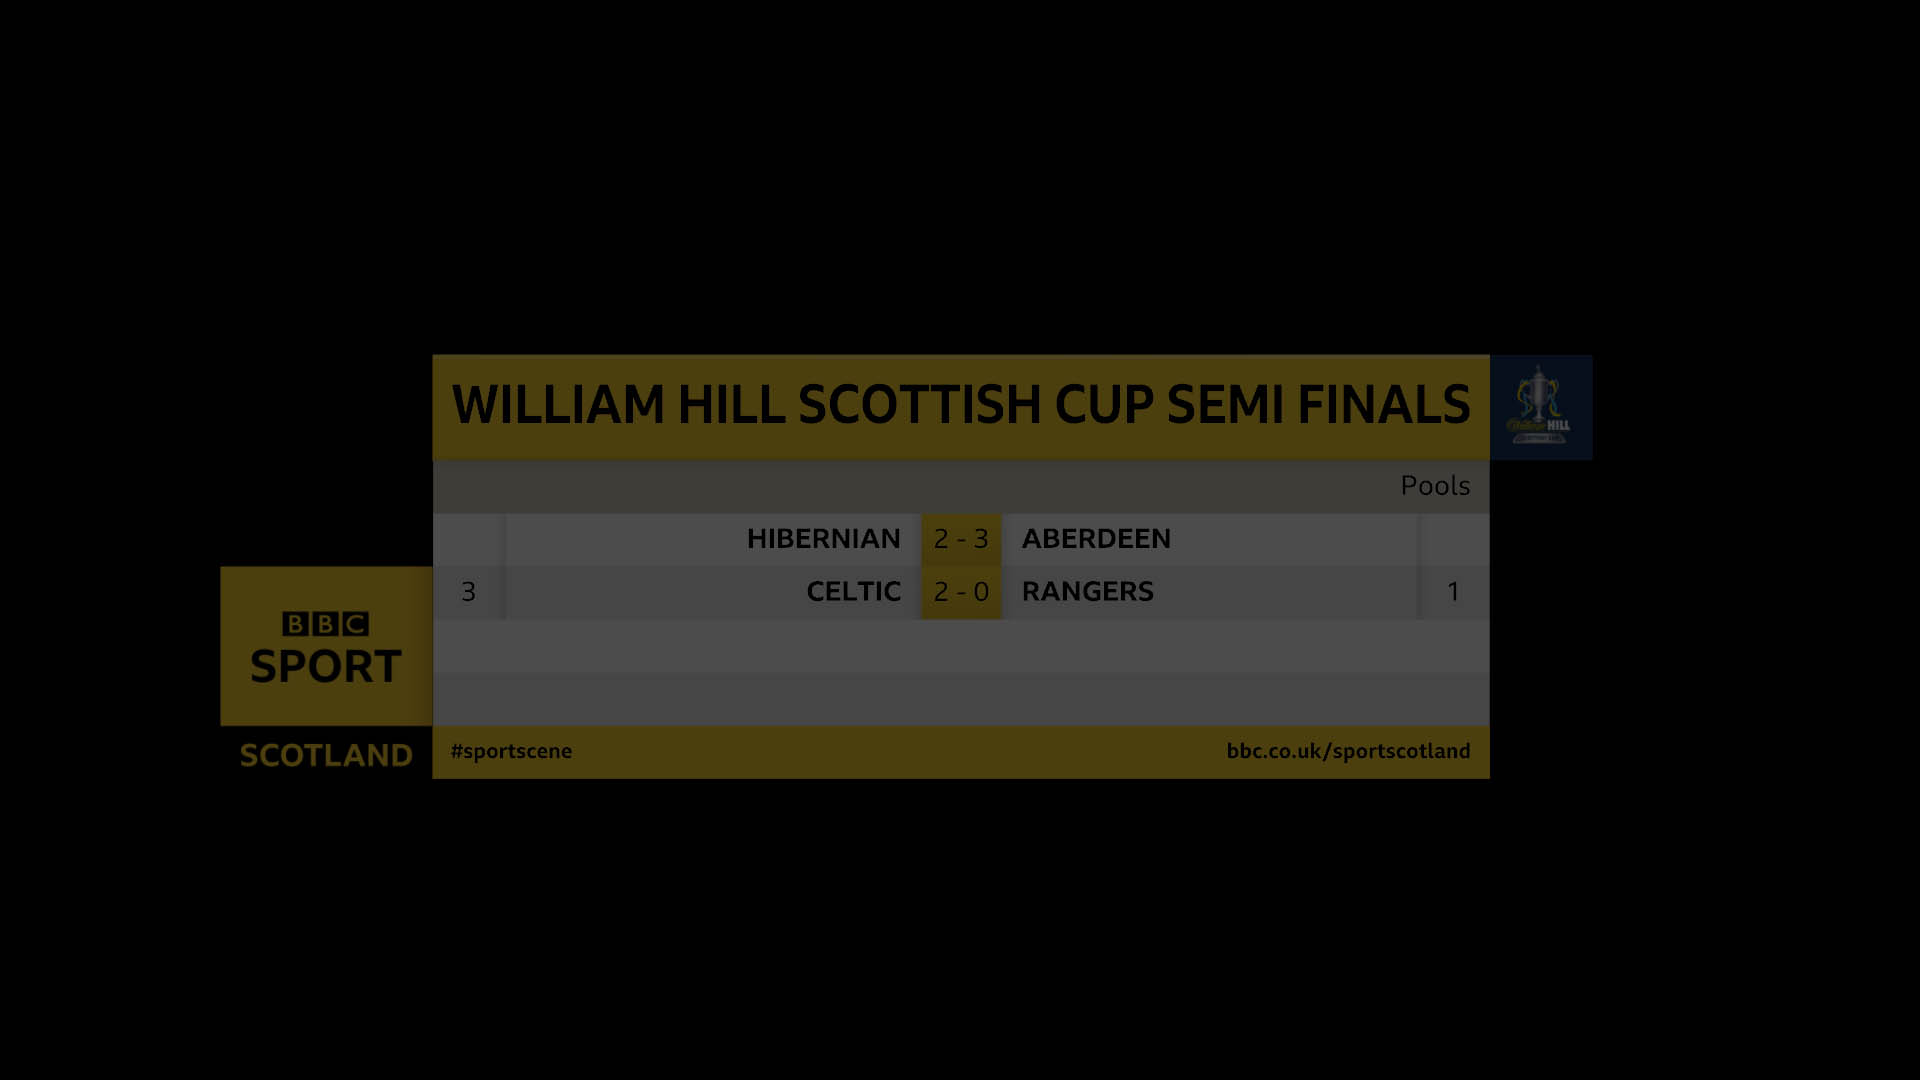 WILLIAM HILL SCOTTISH CUP SEMI FINALS
HILL
Pools
HIBERNIAN 2 - 3 ABERDEEN
3 CELTIC 2 - 0 RANGERS 1
BBC
SPORT
SCOTLAND
#sportscene bbc.co.uk/sportscotland